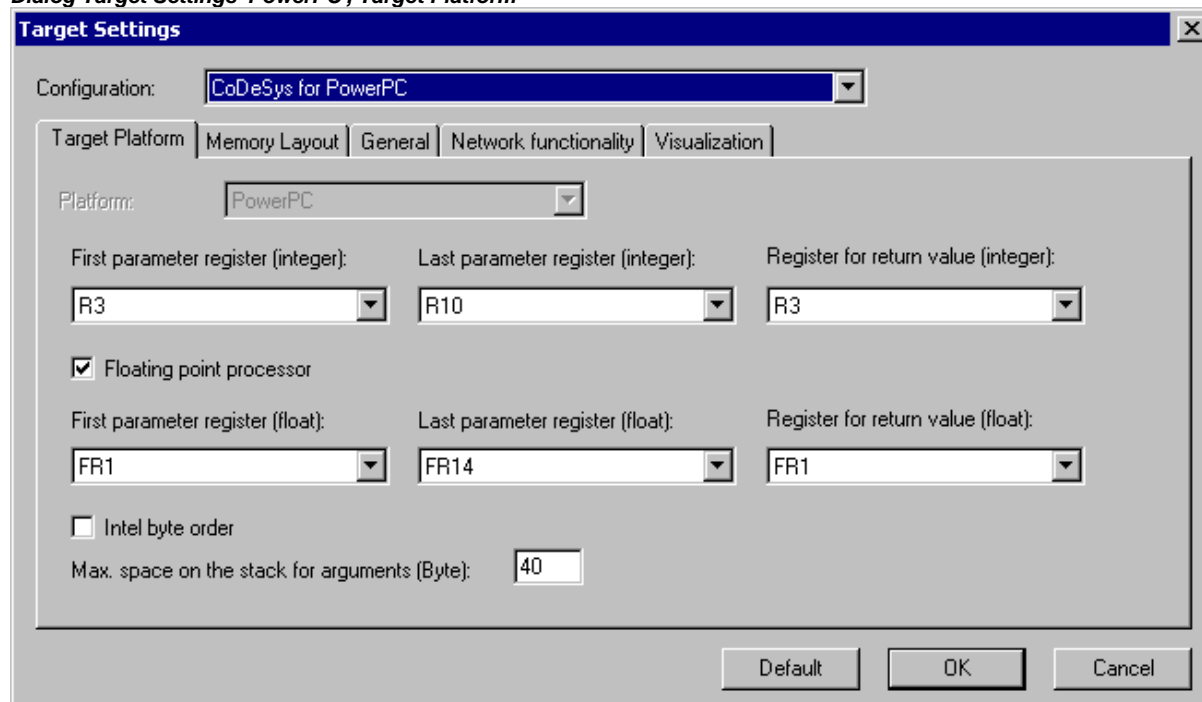 Dialog Target Settings 'PowerPC', Target Platform
Target Settings
Configuration: CoDeSys for PowerPC
Target Platform Memory Layout General Network functionality Visualization
Platform: PowerPC
First parameter register (integer): Last parameter register (integer): Register for return value (integer):
R3 R10 R3
Floating point processor
First parameter register (float): Last parameter register (float): Register for return value (float):
FR1 FR14 FR1
Intel byte order
Max. space on the stack for arguments (Byte): 40
Default OK Cancel